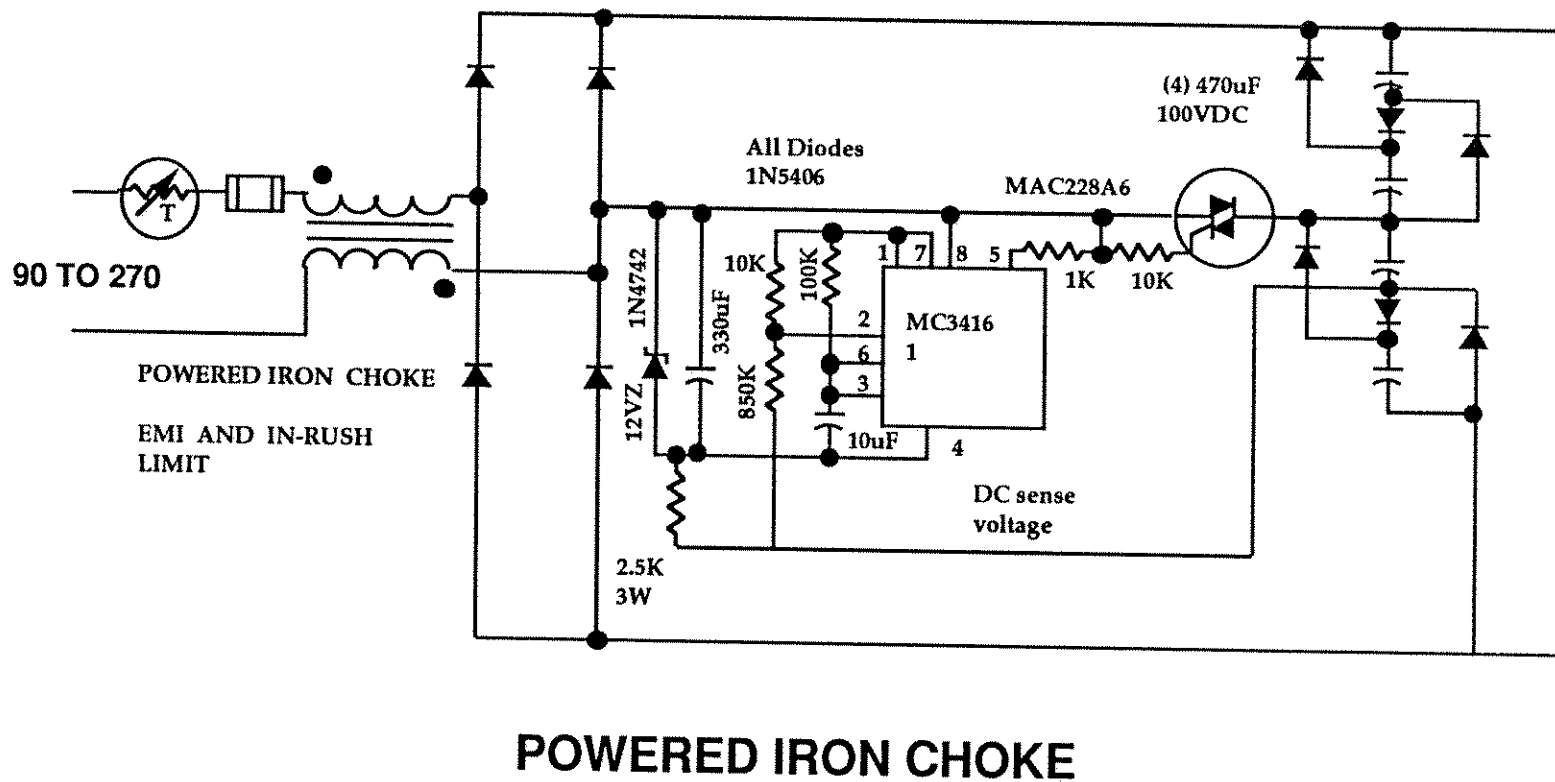 (4) 470uF
100VDC
All Diodes
1N5406
MAC228A6
T
90 TO 270
1N4742
330uF
10K
100K
1
7
8
5
1K
10K
2
MC3416
1
6
3
12VZ
850K
10uF
4
POWERED IRON CHOKE
EMI AND IN-RUSH
LIMIT
DC sense
voltage
2.5K
3W
POWERED IRON CHOKE